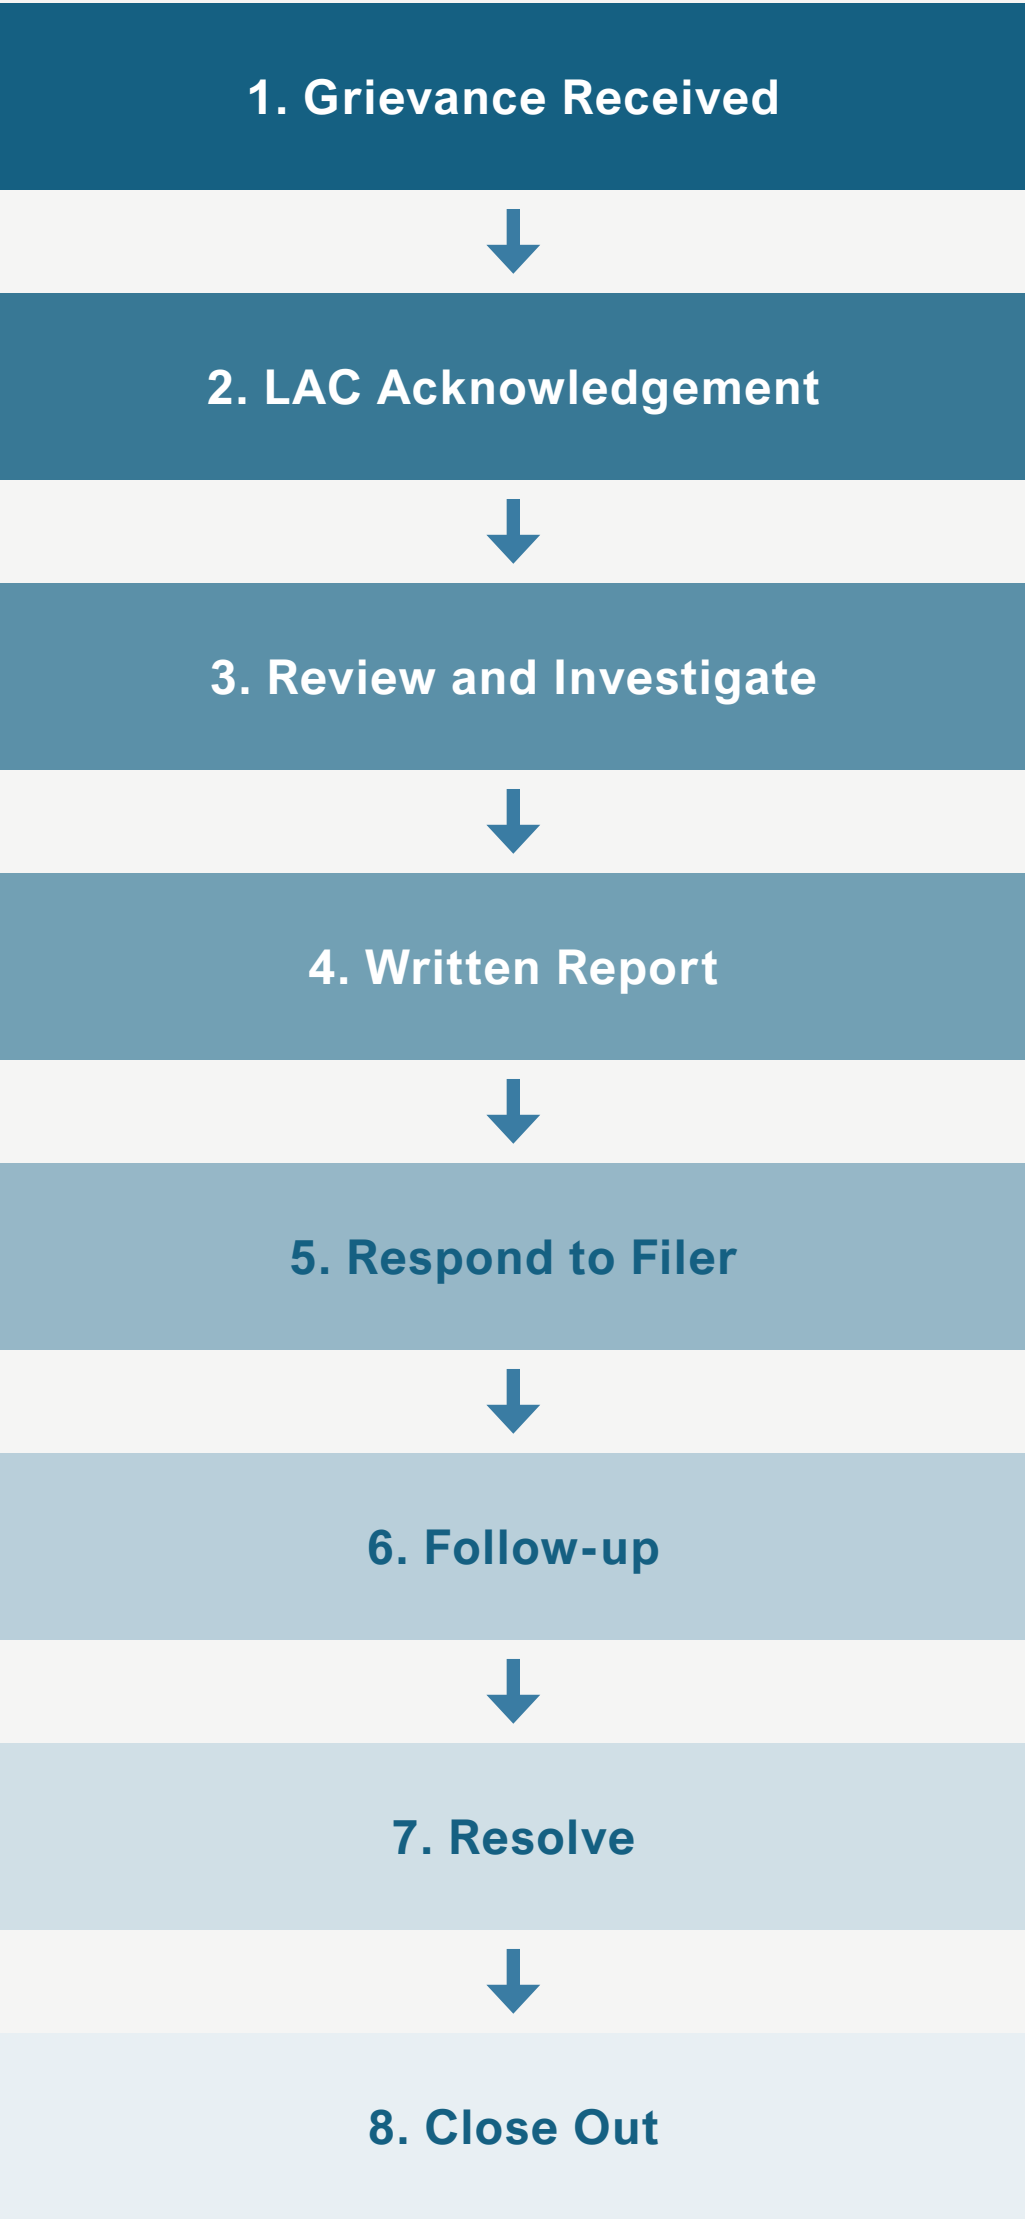 1. Grievance Received
2. LAC Acknowledgement
3. Review and Investigate
4. Written Report
5. Respond to Filer
6. Follow-up
7. Resolve
8. Close Out